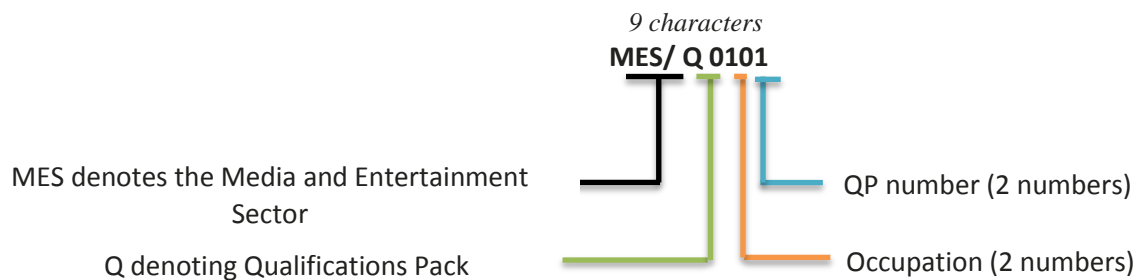 9 characters
MES/ Q 0101
MES denotes the Media and Entertainment
Sector
QP number (2 numbers)
Q denoting Qualifications Pack
Occupation (2 numbers)